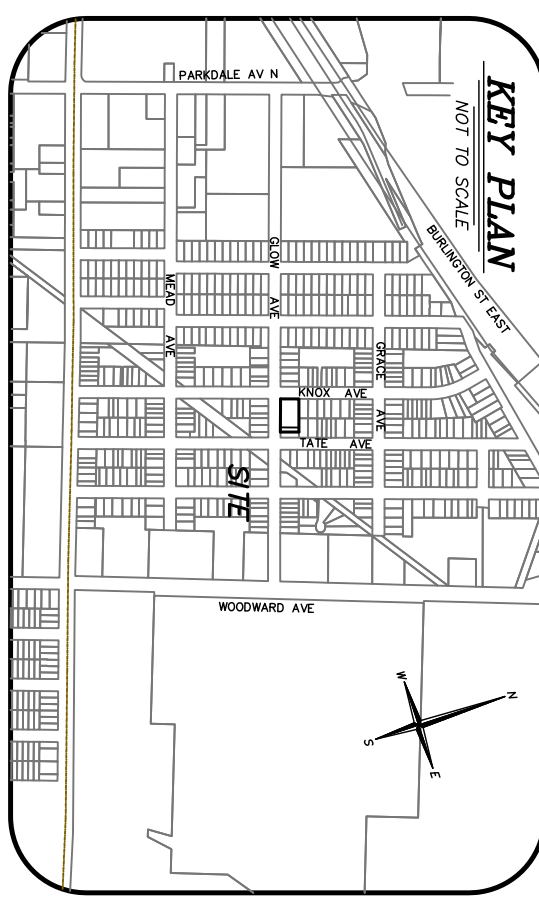 KEY PLAN
NOT TO SCALE
PARKDALE AV N
BURLINGTON ST EAST
GLOW AVE
MEAD AVE
GRACE AVE
KNOX AVE
TATE AVE
SITE
WOODWARD AVE
N
W
E
S